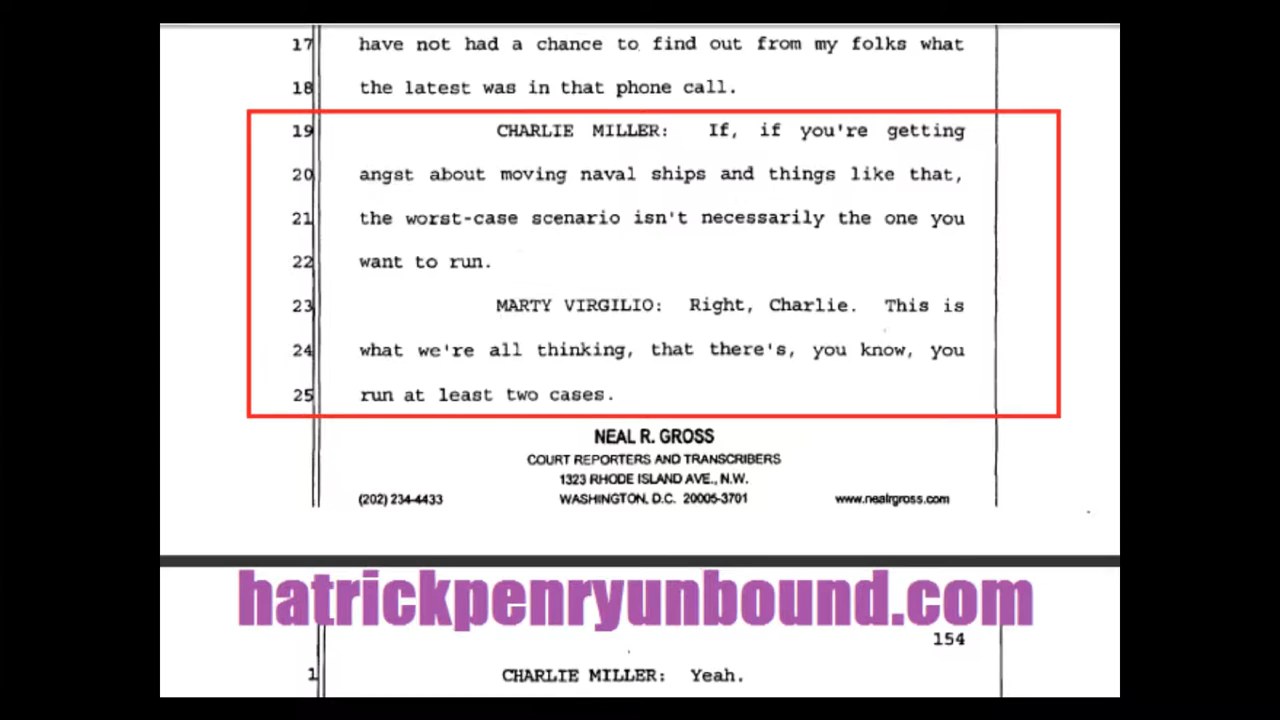 17 have not had a chance to find out from my folks what
18 the latest was in that phone call.
19 CHARLIE MILLER: If, if you're getting
20 angst about moving naval ships and things like that,
21 the worst-case scenario isn't necessarily the one you
22 want to run.
23 MARTY VIRGILIO: Right, Charlie. This is
24 what we're all thinking, that there's, you know, you
25 run at least two cases.
NEAL R. GROSS
COURT REPORTERS AND TRANSCRIBERS
1323 RHODE ISLAND AVE., N.W.
(202) 234-4433 WASHINGTON, D.C. 20005-3701 www.nealrgross.com
hatrickpenryunbound.com
154
1 CHARLIE MILLER: Yeah.